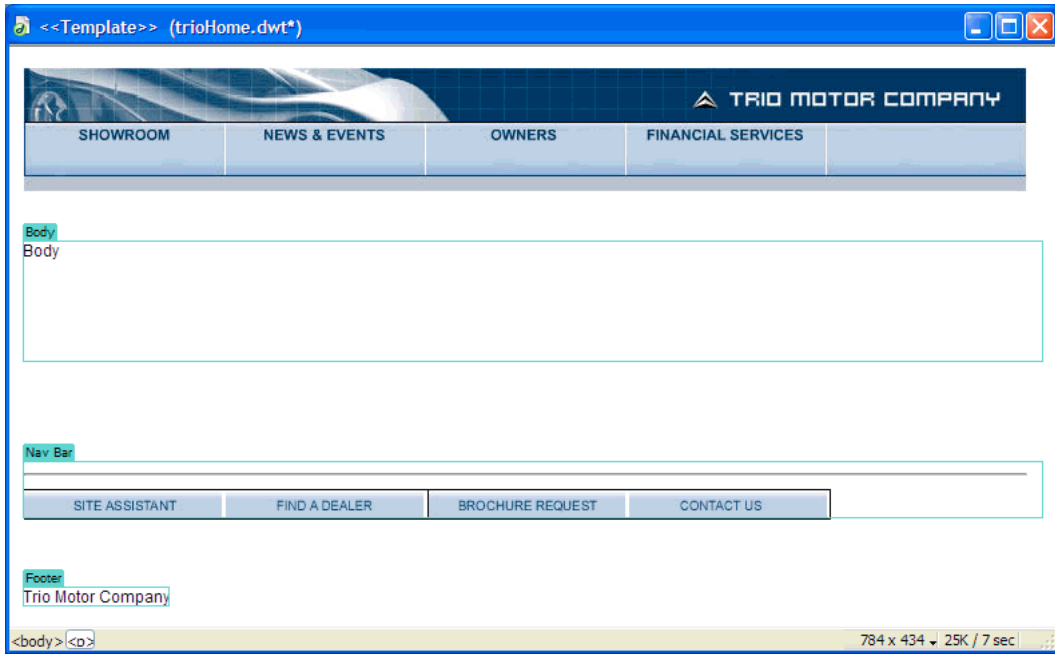 <<Template>> (trioHome.dwt*)
TRIO MOTOR COMPANY
SHOWROOM NEWS & EVENTS OWNERS FINANCIAL SERVICES
Body
Body
Nav Bar
SITE ASSISTANT FIND A DEALER BROCHURE REQUEST CONTACT US
Footer
Trio Motor Company
<body> <p> 784 x 434 25K / 7 sec